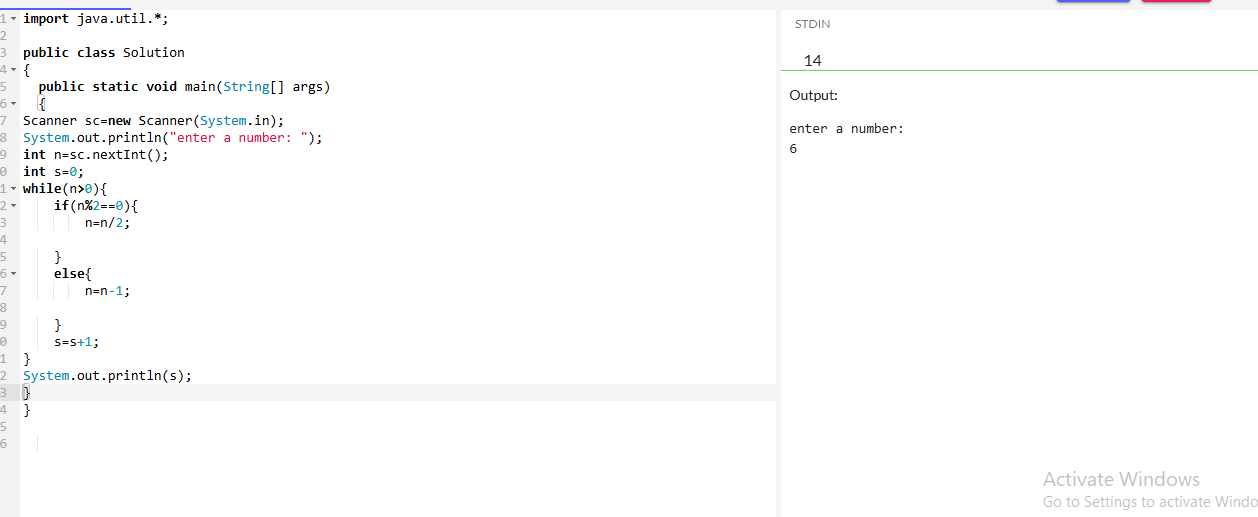 1 import java.util.*;
2
3 public class Solution
4 {
5 public static void main(String[] args)
6 {
7 Scanner sc=new Scanner(System.in);
8 System.out.println("enter a number: ");
9 int n=sc.nextInt();
0 int s=0;
1 while(n>0){
2 if(n%2==0){
3 n=n/2;
4
5 }
6 else{
7 n=n-1;
8
9 }
0 s=s+1;
1 }
2 System.out.println(s);
3 }
4 }
5
6
STDIN
14
Output:
enter a number:
6
Activate Windows
Go to Settings to activate Windo